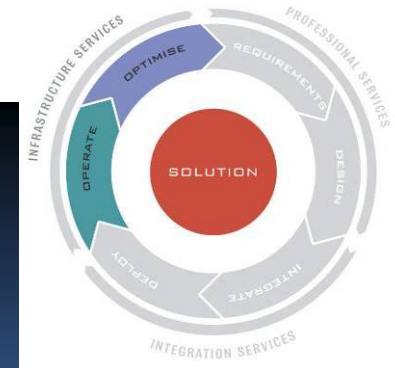 INFRASTRUCTURE SERVICES
PROFESSIONAL SERVICES
OPTIMISE
REQUIREMENTS
OPERATE
SOLUTION
DESIGN
DEPLOY
INTEGRATE
INTEGRATION SERVICES